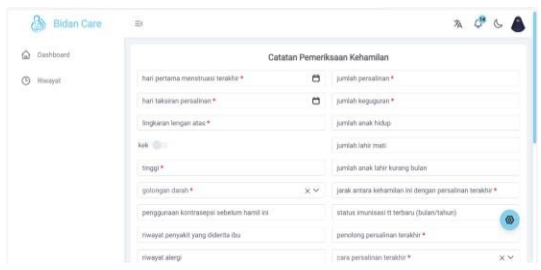 Bidan Care
Dashboard
Riwayat
Catatan Pemeriksaan Kehamilan
hari pertama menstruasi terakhir *
jumlah persalinan *
hari taksiran persalinan *
jumlah keguguran *
lingkaran lengan atas *
jumlah anak hidup
kek
jumlah lahir mati
tinggi *
jumlah anak lahir kurang bulan
golongan darah *
jarak antara kehamilan ini dengan persalinan terakhir *
penggunaan kontrasepsi sebelum hamil ini
status imunisasi tt terbaru (bulan/tahun)
riwayat penyakit yang diderita ibu
penolong persalinan terakhir *
riwayat alergi
cara persalinan terakhir *